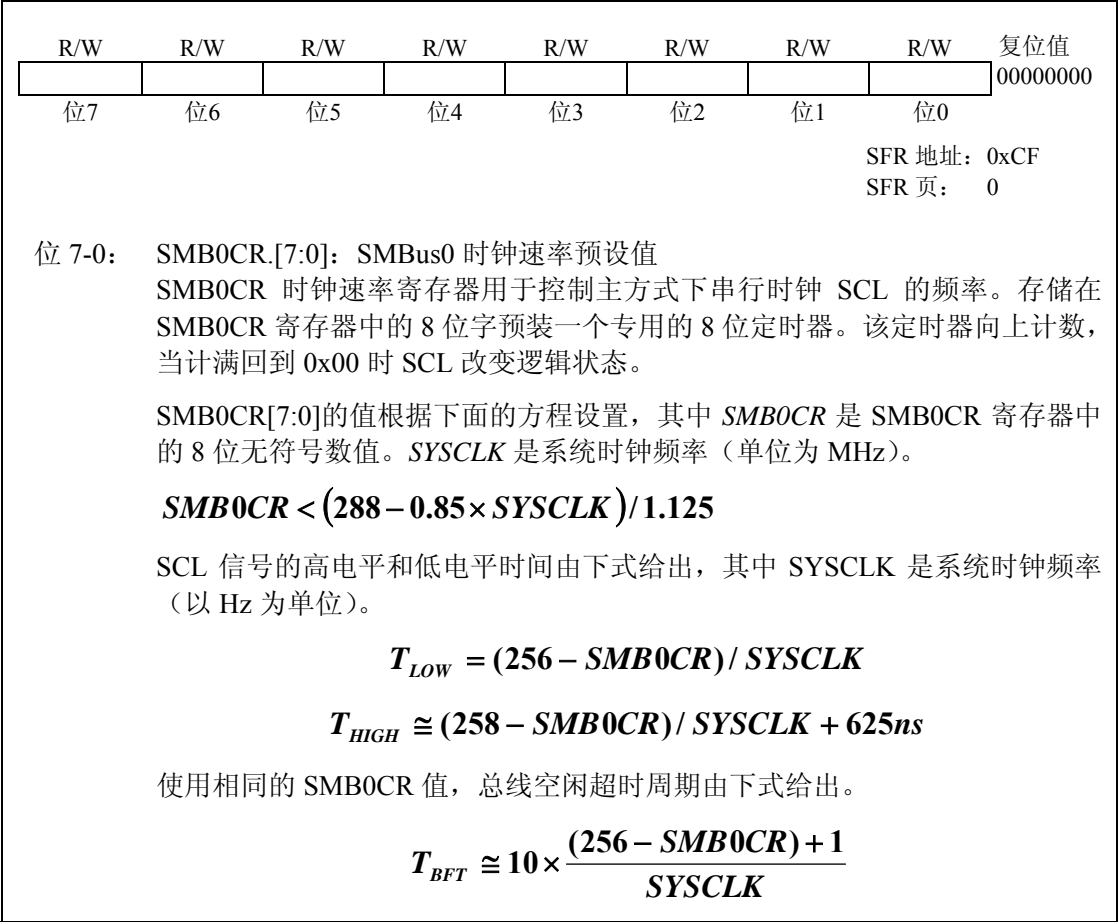 R/W R/W R/W R/W R/W R/W R/W R/W 复位值
00000000
位7 位6 位5 位4 位3 位2 位1 位0
SFR 地址： 0xCF
SFR 页： 0
位 7-0： SMB0CR.[7:0]：SMBus0 时钟速率预设值
SMB0CR 时钟速率寄存器用于控制主方式下串行时钟 SCL 的频率。存储在
SMB0CR 寄存器中的 8 位字预装一个专用的 8 位定时器。该定时器向上计数，
当计满回到 0x00 时 SCL 改变逻辑状态。
SMB0CR[7:0]的值根据下面的方程设置，其中 SMB0CR 是 SMB0CR 寄存器中
的 8 位无符号数值。SYSCLK 是系统时钟频率（单位为 MHz）。
SMB0CR < (288 − 0.85 × SYSCLK) / 1.125
SCL 信号的高电平和低电平时间由下式给出，其中 SYSCLK 是系统时钟频率
（以 Hz 为单位）。
T_LOW = (256 − SMB0CR) / SYSCLK
T_HIGH ≅ (258 − SMB0CR) / SYSCLK + 625ns
使用相同的 SMB0CR 值，总线空闲超时周期由下式给出。
T_BFT ≅ 10 × ((256 − SMB0CR) + 1) / SYSCLK